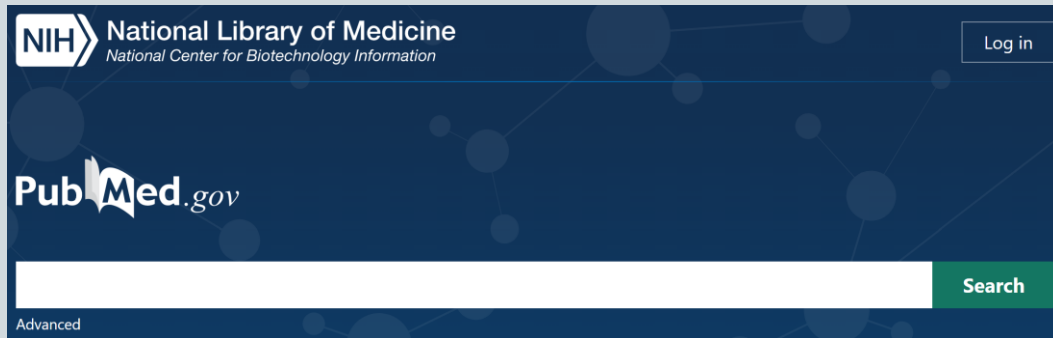 NIH
National Library of Medicine
National Center for Biotechnology Information
Log in
PubMed.gov
Search
Advanced